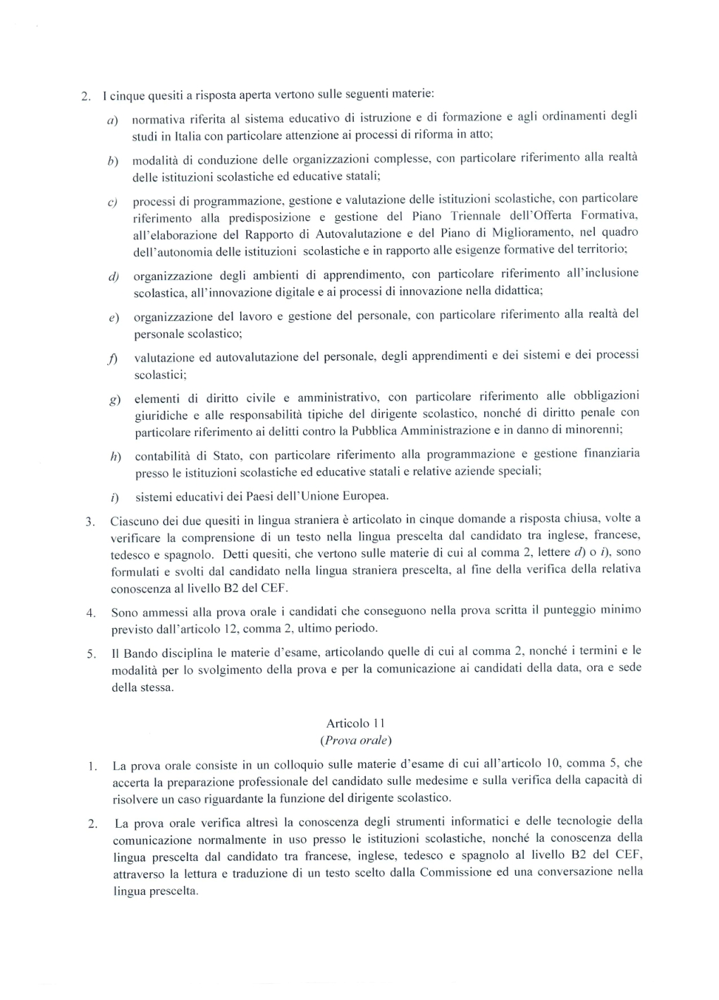 2. I cinque quesiti a risposta aperta vertono sulle seguenti materie:
a) normativa riferita al sistema educativo di istruzione e di formazione e agli ordinamenti degli
studi in Italia con particolare attenzione ai processi di riforma in atto;
b) modalità di conduzione delle organizzazioni complesse, con particolare riferimento alla realtà
delle istituzioni scolastiche ed educative statali;
c) processi di programmazione, gestione e valutazione delle istituzioni scolastiche, con particolare
riferimento alla predisposizione e gestione del Piano Triennale dell'Offerta Formativa,
all'elaborazione del Rapporto di Autovalutazione e del Piano di Miglioramento, nel quadro
dell'autonomia delle istituzioni scolastiche e in rapporto alle esigenze formative del territorio;
d) organizzazione degli ambienti di apprendimento, con particolare riferimento all'inclusione
scolastica, all'innovazione digitale e ai processi di innovazione nella didattica;
e) organizzazione del lavoro e gestione del personale, con particolare riferimento alla realtà del
personale scolastico;
f) valutazione ed autovalutazione del personale, degli apprendimenti e dei sistemi e dei processi
scolastici;
g) elementi di diritto civile e amministrativo, con particolare riferimento alle obbligazioni
giuridiche e alle responsabilità tipiche del dirigente scolastico, nonché di diritto penale con
particolare riferimento ai delitti contro la Pubblica Amministrazione e in danno di minorenni;
h) contabilità di Stato, con particolare riferimento alla programmazione e gestione finanziaria
presso le istituzioni scolastiche ed educative statali e relative aziende speciali;
i) sistemi educativi dei Paesi dell'Unione Europea.
3. Ciascuno dei due quesiti in lingua straniera è articolato in cinque domande a risposta chiusa, volte a
verificare la comprensione di un testo nella lingua prescelta dal candidato tra inglese, francese,
tedesco e spagnolo. Detti quesiti, che vertono sulle materie di cui al comma 2, lettere d) o i), sono
formulati e svolti dal candidato nella lingua straniera prescelta, al fine della verifica della relativa
conoscenza al livello B2 del CEF.
4. Sono ammessi alla prova orale i candidati che conseguono nella prova scritta il punteggio minimo
previsto dall'articolo 12, comma 2, ultimo periodo.
5. Il Bando disciplina le materie d'esame, articolando quelle di cui al comma 2, nonché i termini e le
modalità per lo svolgimento della prova e per la comunicazione ai candidati della data, ora e sede
della stessa.
Articolo 11
(Prova orale)
1. La prova orale consiste in un colloquio sulle materie d'esame di cui all'articolo 10, comma 5, che
accerta la preparazione professionale del candidato sulle medesime e sulla verifica della capacità di
risolvere un caso riguardante la funzione del dirigente scolastico.
2. La prova orale verifica altresì la conoscenza degli strumenti informatici e delle tecnologie della
comunicazione normalmente in uso presso le istituzioni scolastiche, nonché la conoscenza della
lingua prescelta dal candidato tra francese, inglese, tedesco e spagnolo al livello B2 del CEF,
attraverso la lettura e traduzione di un testo scelto dalla Commissione ed una conversazione nella
lingua prescelta.